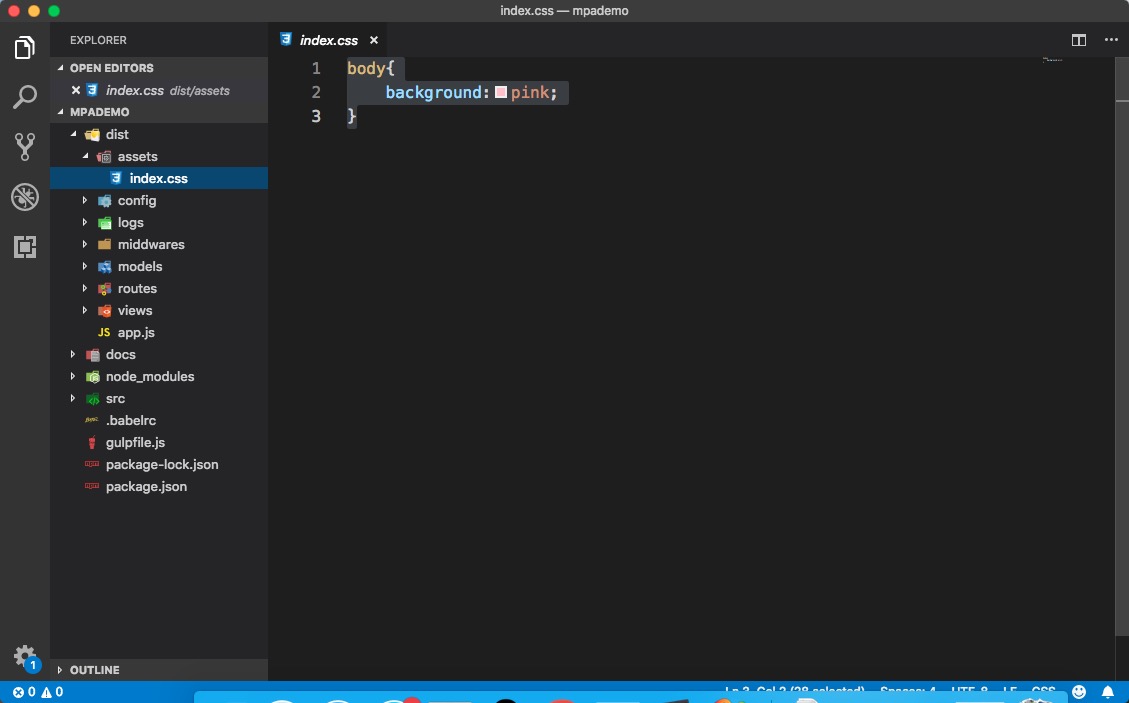 index.css — mpademo
EXPLORER
OPEN EDITORS
index.css dist/assets
MPADEMO
dist
assets
index.css
config
logs
middwares
models
routes
views
JS app.js
docs
node_modules
src
.babelrc
gulpfile.js
package-lock.json
package.json
OUTLINE
index.css
1 body{
2 background: pink;
3 }
1
0 0
Ln 3, Col 2 (28 selected) Spaces: 4 UTF-8 LF CSS